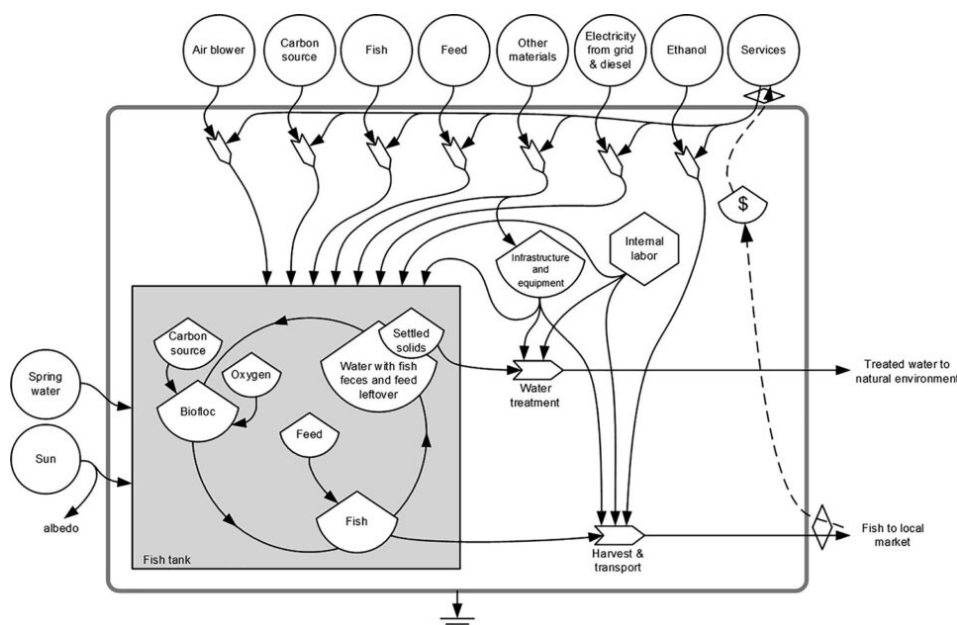 Air blower
Carbon
source
Fish
Feed
Other
materials
Electricity
from grid
& diesel
Ethanol
Services
$
Infrastructure
and
equipment
Internal
labor
Settled
solids
Carbon
source
Water with fish
feces and feed
leftover
Oxygen
Biofloc
Feed
Fish
Fish tank
Spring
water
Sun
albedo
Water
treatment
Treated water to
natural environment
Harvest &
transport
Fish to local
market